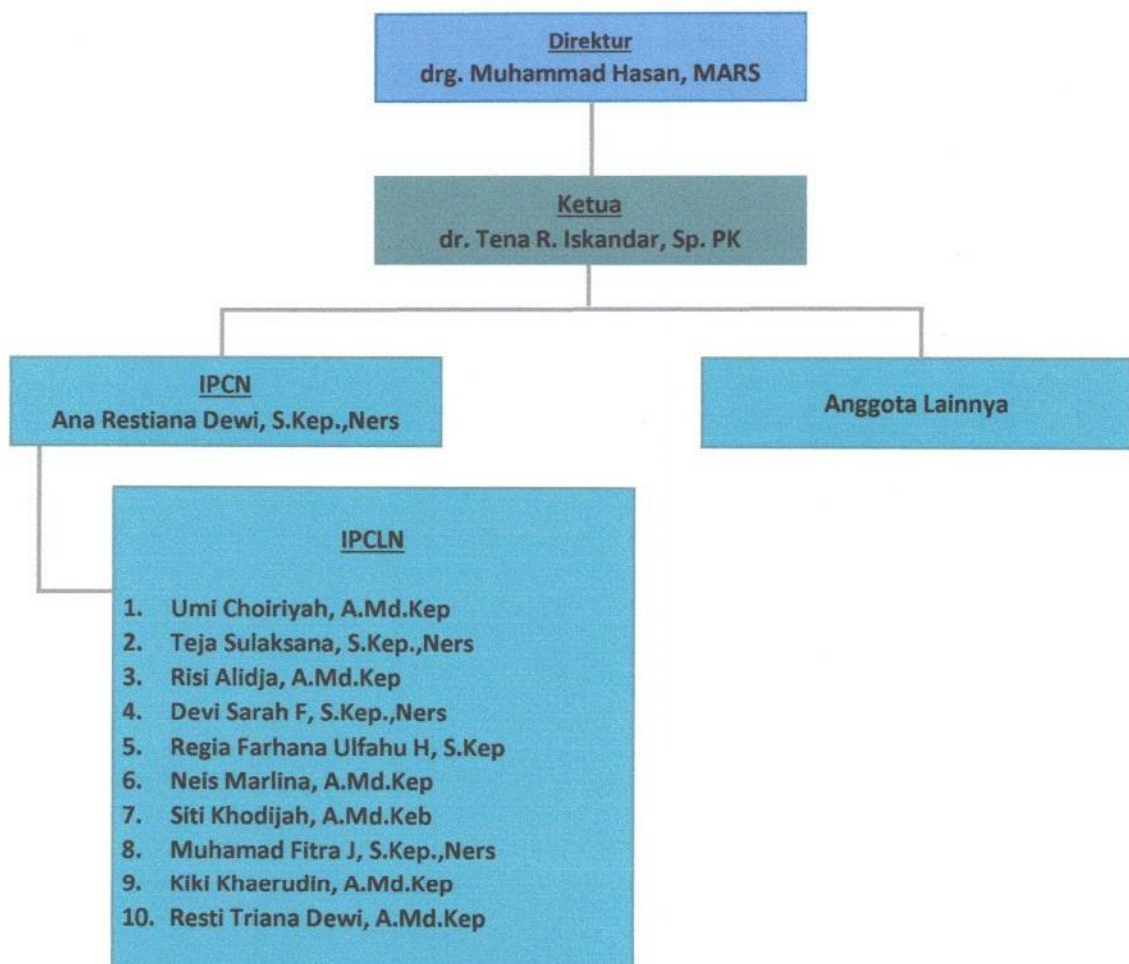 Direktur
drg. Muhammad Hasan, MARS
Ketua
dr. Tena R. Iskandar, Sp. PK
IPCN
Ana Restiana Dewi, S.Kep.,Ners
Anggota Lainnya
IPCLN
1. Umi Choiriyah, A.Md.Kep
2. Teja Sulaksana, S.Kep.,Ners
3. Risi Alidja, A.Md.Kep
4. Devi Sarah F, S.Kep.,Ners
5. Regia Farhana Ulfahu H, S.Kep
6. Neis Marlina, A.Md.Kep
7. Siti Khodijah, A.Md.Keb
8. Muhamad Fitra J, S.Kep.,Ners
9. Kiki Khaerudin, A.Md.Kep
10. Resti Triana Dewi, A.Md.Kep